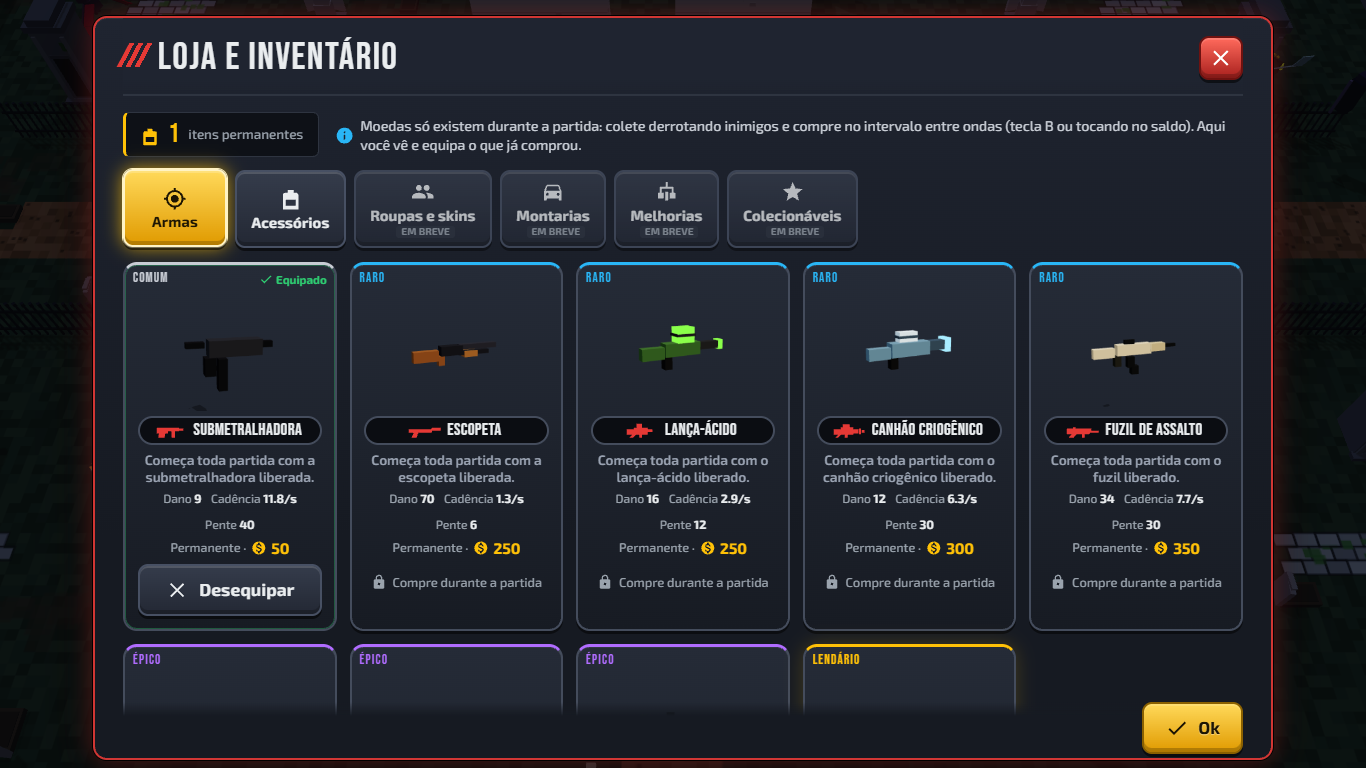 LOJA E INVENTÁRIO
1 itens permanentes
Moedas só existem durante a partida: colete derrotando inimigos e compre no intervalo entre ondas (tecla B ou tocando no saldo). Aqui
você vê e equipa o que já comprou.
Armas
Acessórios
Roupas e skins
EM BREVE
Montarias
EM BREVE
Melhorias
EM BREVE
Colecionáveis
EM BREVE
COMUM
Equipado
SUBMETRALHADORA
Começa toda partida com a
submetralhadora liberada.
Dano 9 Cadência 11.8/s
Pente 40
Permanente · 50
Desequipar
RARO
ESCOPETA
Começa toda partida com a
escopeta liberada.
Dano 70 Cadência 1.3/s
Pente 6
Permanente · 250
Compre durante a partida
RARO
LANÇA-ÁCIDO
Começa toda partida com o
lança-ácido liberado.
Dano 16 Cadência 2.9/s
Pente 12
Permanente · 250
Compre durante a partida
RARO
CANHÃO CRIOGÊNICO
Começa toda partida com o
canhão criogênico liberado.
Dano 12 Cadência 6.3/s
Pente 30
Permanente · 300
Compre durante a partida
RARO
FUZIL DE ASSALTO
Começa toda partida com o
fuzil liberado.
Dano 34 Cadência 7.7/s
Pente 30
Permanente · 350
Compre durante a partida
ÉPICO
ÉPICO
ÉPICO
LENDÁRIO
Ok